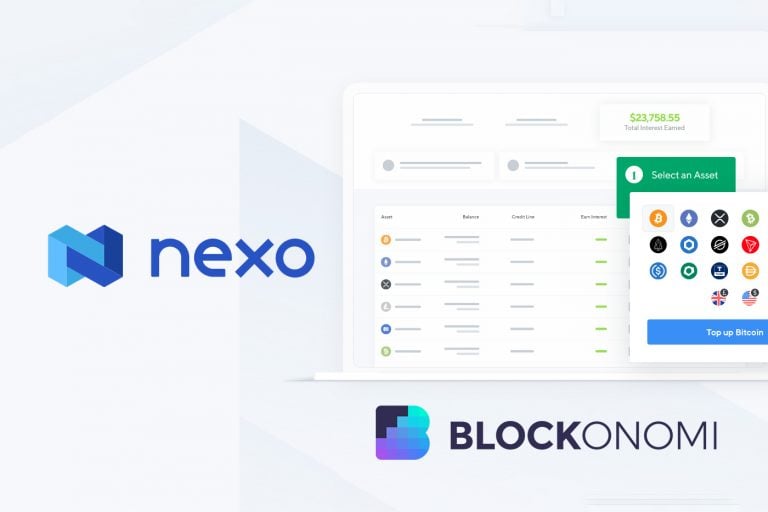 nexo
$23,758.55
Total Interest Earned
1 Select an Asset
Asset Balance Credit Line Earn Interest
£ $
Top up Bitcoin
BLOCKONOMI